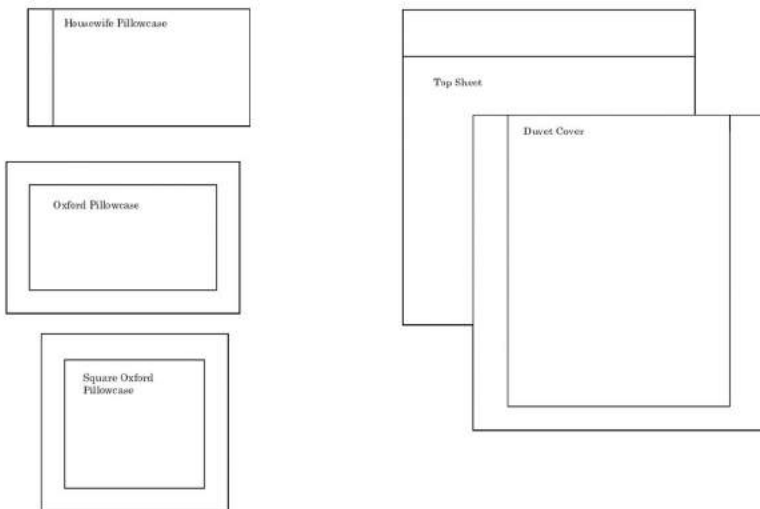 Housewife Pillowcase
Oxford Pillowcase
Square Oxford
Pillowcase
Top Sheet
Duvet Cover